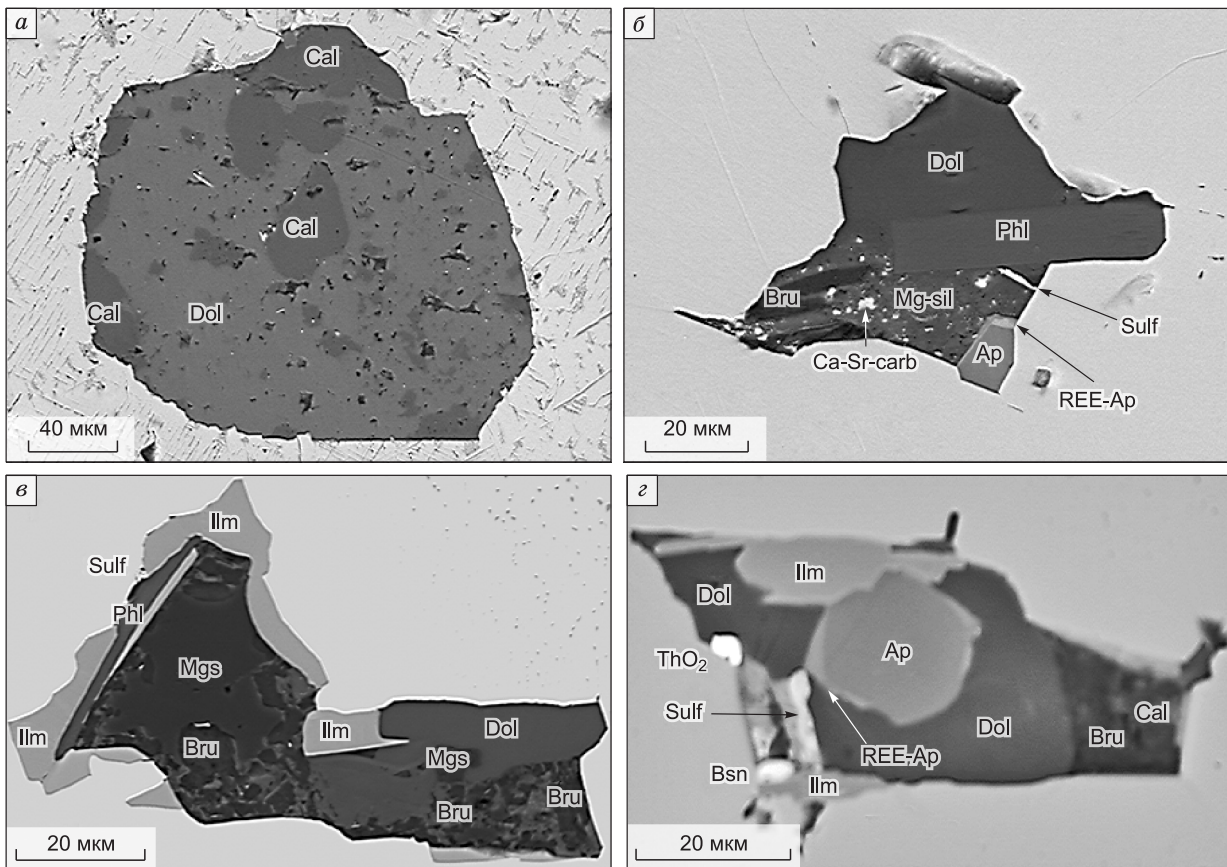 а
Cal
Cal
Cal
Dol
40 мкм
б
Dol
Phl
Bru
Mg-sil
Sulf
Ap
Ca-Sr-carb
REE-Ap
20 мкм
в
Ilm
Sulf
Phl
Mgs
Ilm
Ilm
Dol
Bru
Mgs
Bru
Bru
20 мкм
г
Ilm
Dol
Ap
ThO₂
Sulf
Cal
Dol
Bru
REE-Ap
Bsn
Ilm
20 мкм